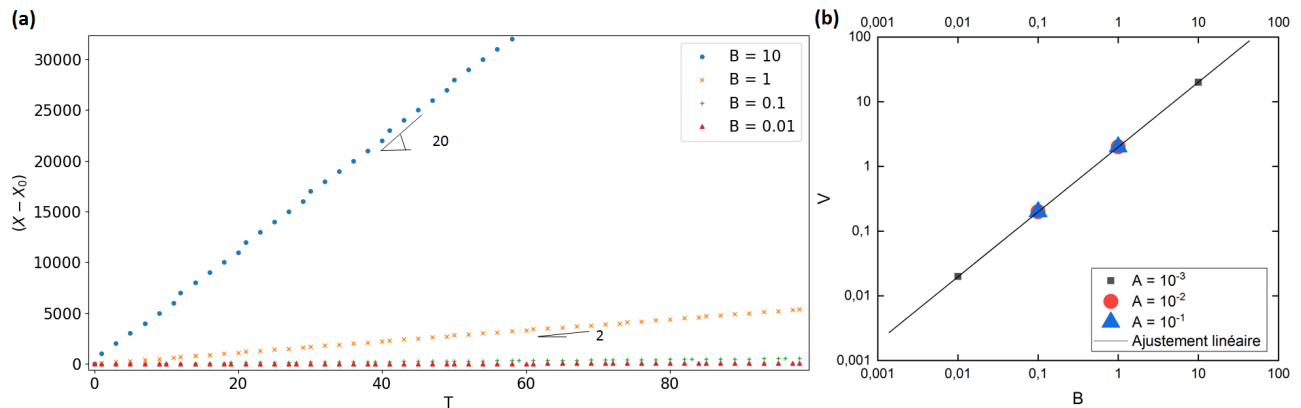 (a)
30000
25000
20000
15000
10000
5000
0
(X − X₀)
0
20
40
60
80
T
B = 10
B = 1
B = 0.1
B = 0.01
20
2
(b)
0,001
0,01
0,1
1
10
100
100
10
1
0,1
0,01
0,001
V
0,001
0,01
0,1
1
10
100
B
A = 10⁻³
A = 10⁻²
A = 10⁻¹
Ajustement linéaire